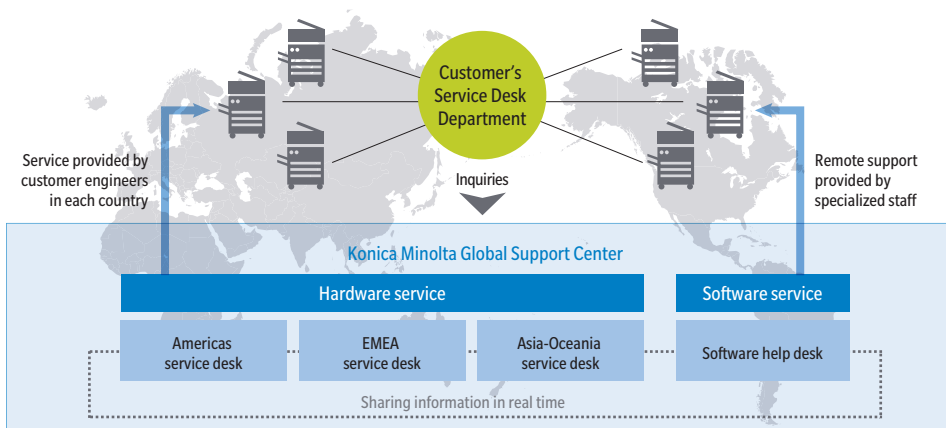 Customer's
Service Desk
Department
Service provided by
customer engineers
in each country
Inquiries
Remote support
provided by
specialized staff
Konica Minolta Global Support Center
Hardware service
Software service
Americas
service desk
EMEA
service desk
Asia-Oceania
service desk
Software help desk
Sharing information in real time